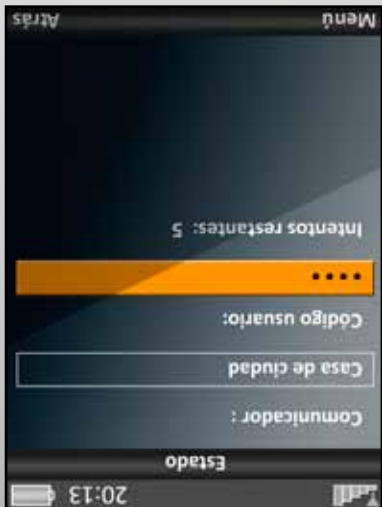 20:13
Estado
Comunicador :
Casa de ciudad
Código usuario:
••••
Intentos restantes: 5
Menú Atrás